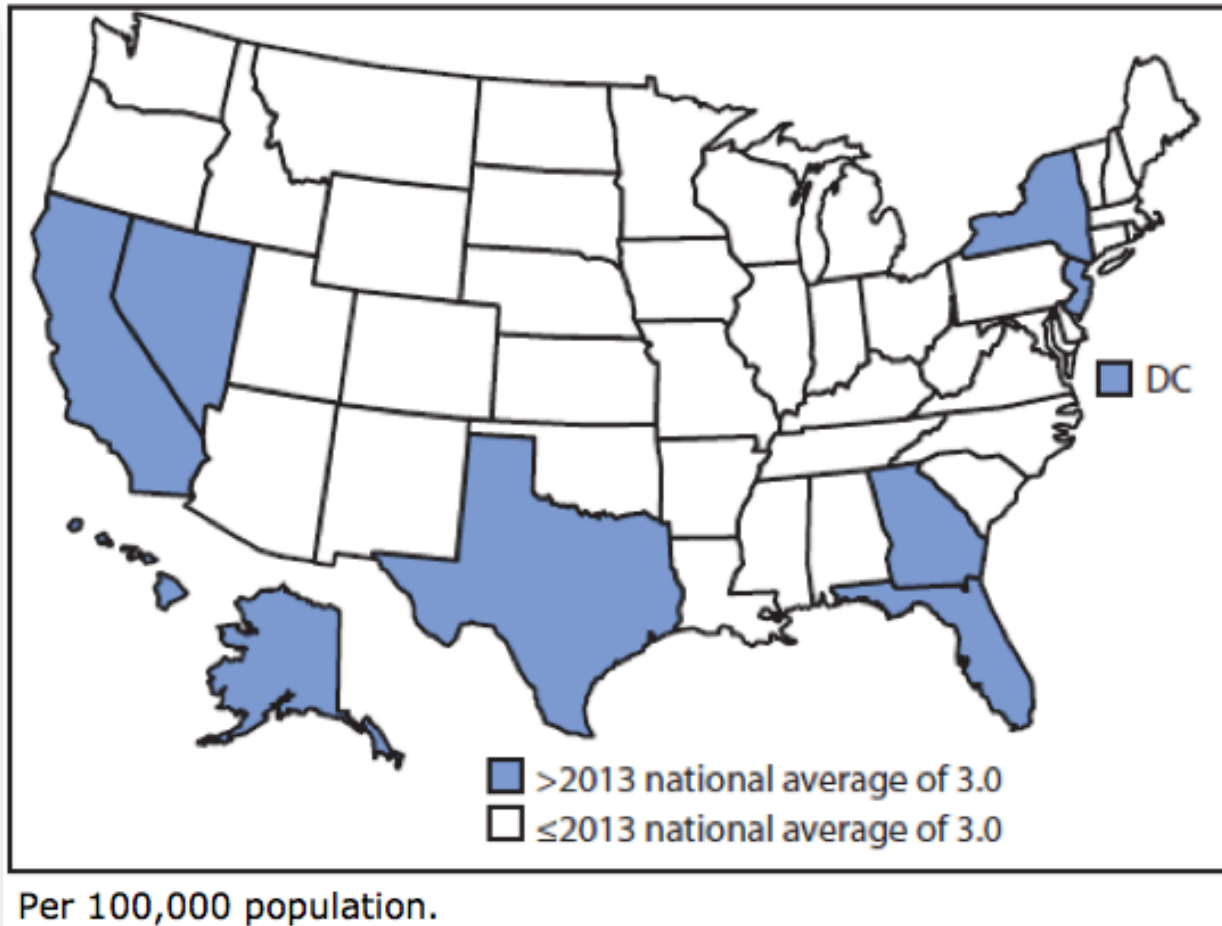 DC
>2013 national average of 3.0
≤2013 national average of 3.0
Per 100,000 population.